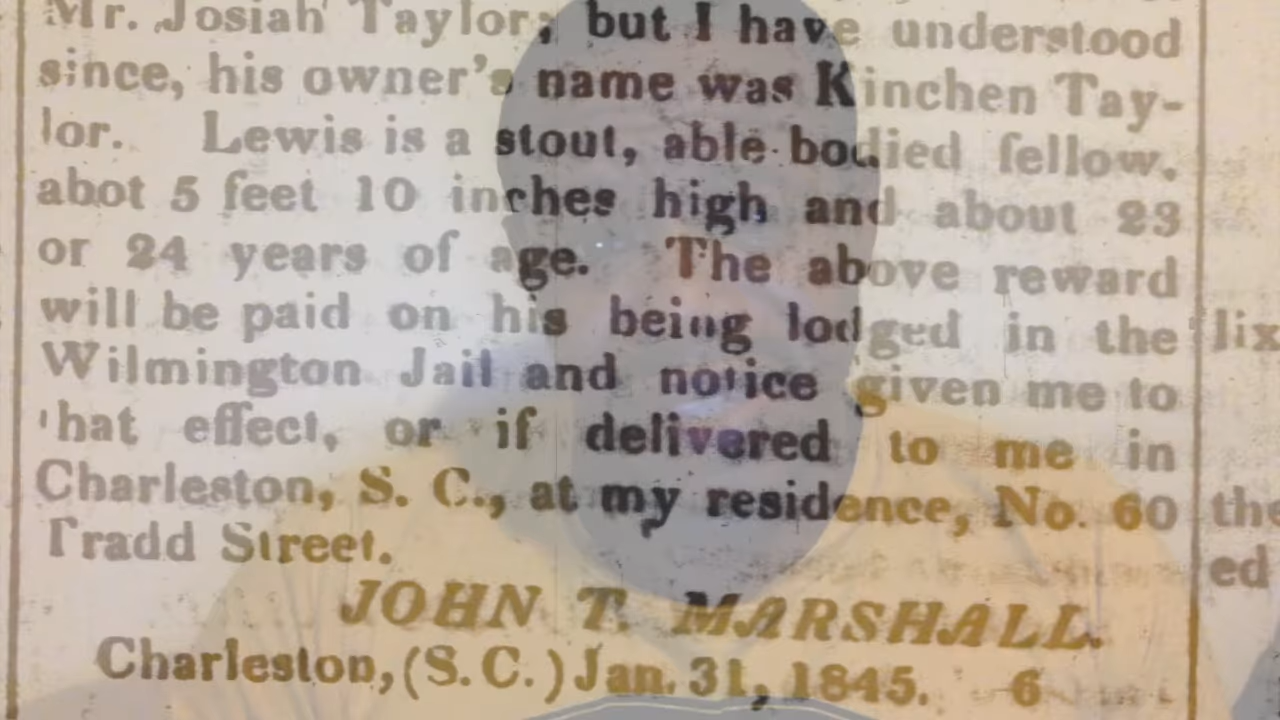 Mr. Josiah Taylor; but I have understood
since, his owner's name was Kinchen Tay-
lor. Lewis is a stout, able bodied fellow.
abot 5 feet 10 inches high and about 23
or 24 years of age. The above reward
will be paid on his being lodged in the
Wilmington Jail and notice given me to
'hat effect, or if delivered to me in
Charleston, S. C., at my residence, No. 60
Tradd Street.
JOHN T. MARSHALL.
Charleston, (S. C.) Jan. 31, 1845. 6
lix
the
ed